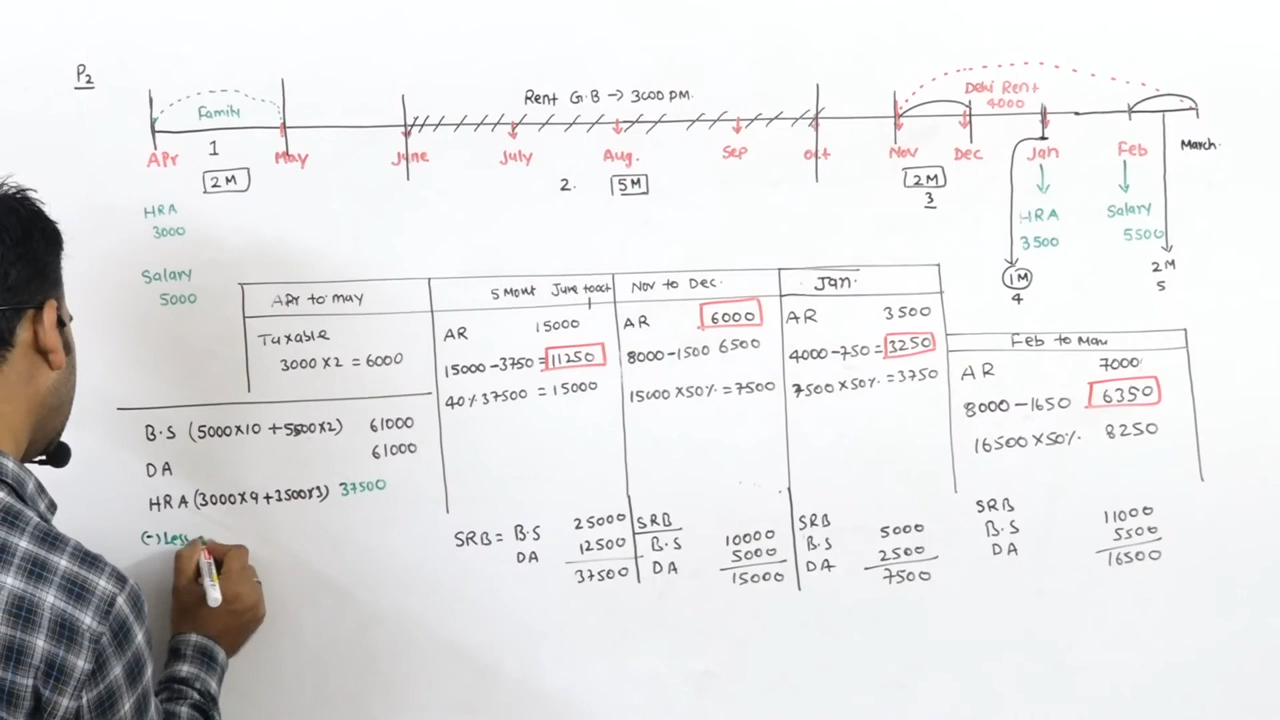 P2
Family
Rent G.B → 3000 PM.
Delhi Rent
4000
APr
May
June
July
Aug.
Sep
oct
Nov
Dec
Jan
Feb
March.
1
2M
2.
5M
2M
3
HRA
3000
Salary
5000
HRA
3500
1M
4
Salary
5500
2M
5
APr to may
Taxable
3000 X 2 = 6000
5 Mont June to oct
AR 15000
15000 - 3750 = 11250
40% 37500 = 15000
SRB = B.S 25000
DA 12500
37500
Nov to Dec.
AR 6000
8000 - 1500 6500
15000 X 50% = 7500
SRB
B.S 10000
DA 5000
15000
Jan.
AR 3500
4000 - 750 = 3250
7500 X 50% = 3750
SRB
B.S 5000
DA 2500
7500
Feb to Mar
AR 7000
8000 - 1650 6350
16500 X 50% 8250
SRB
B.S 11000
DA 5500
16500
B.S (5000X10 + 5500X2) 61000
61000
DA
HRA (3000X9 + 3500X3) 37500
(-) Less